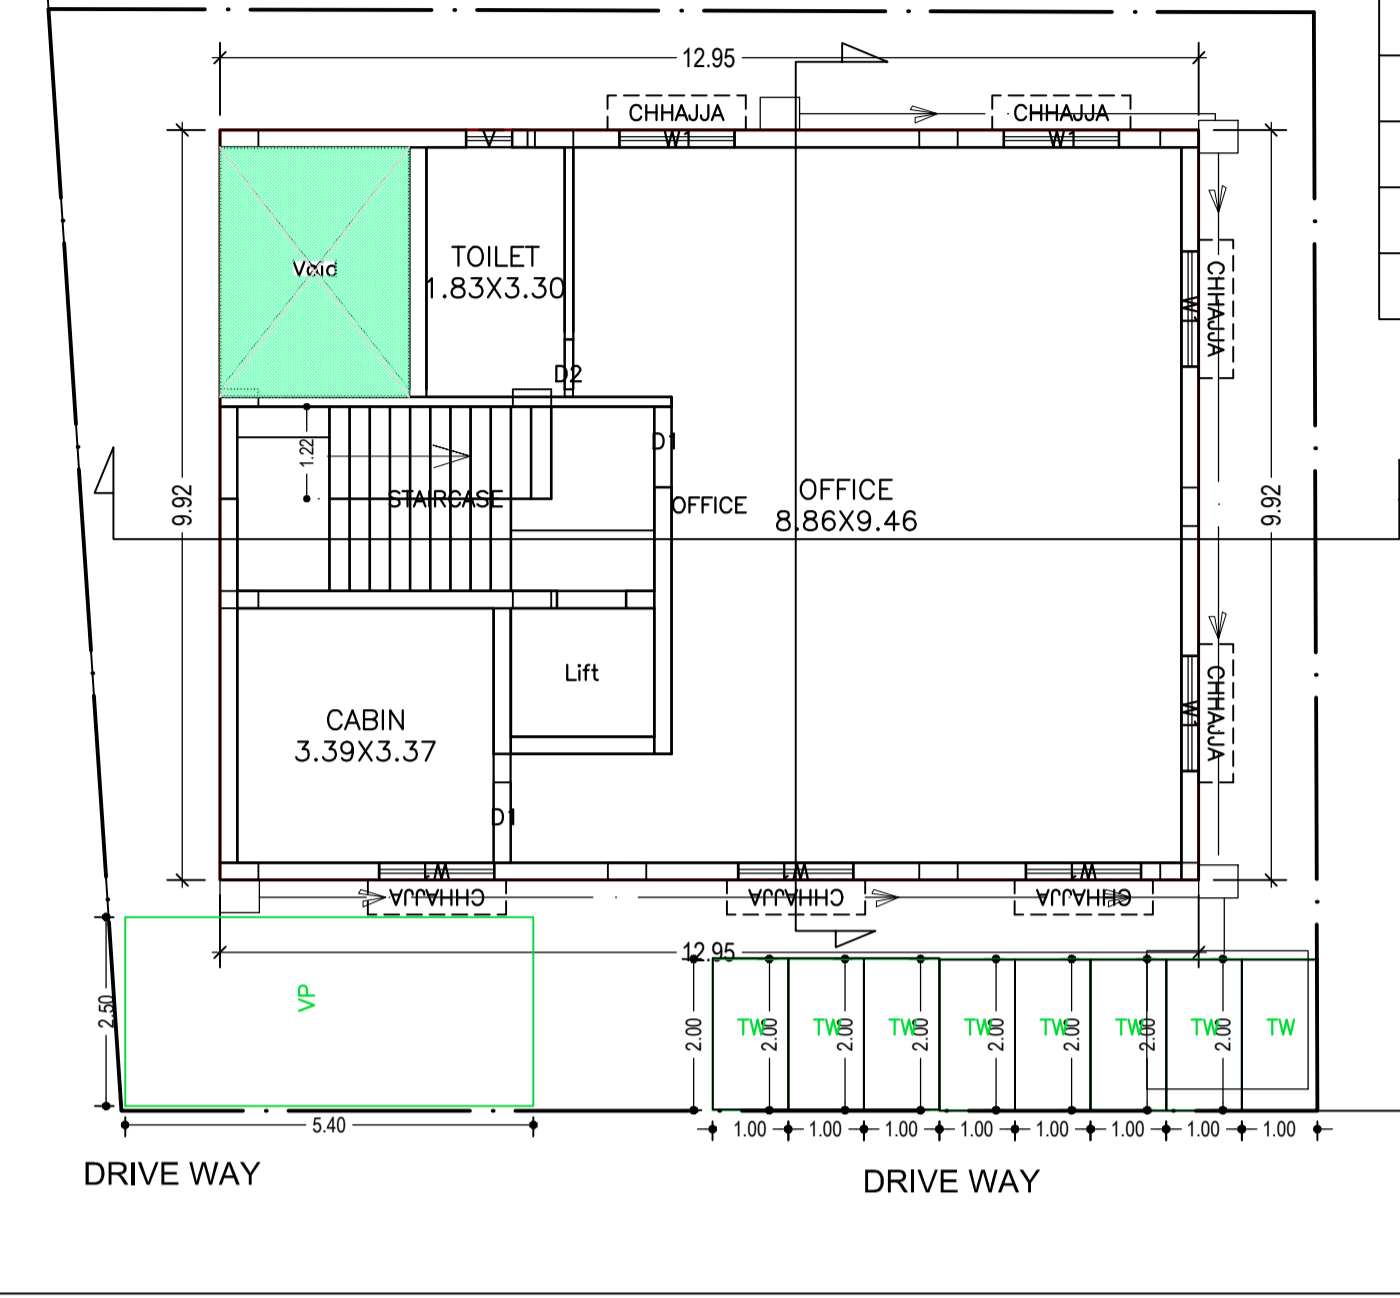 12.95
CHHAJJA
CHHAJJA
V
W1
W1
Void
TOILET
1.83X3.30
CHHAJJA
W1
D2
D1
1.22
STAIRCASE
OFFICE
OFFICE
8.86X9.46
9.92
9.92
Lift
CABIN
3.39X3.37
CHHAJJA
W1
D1
W1
W1
W1
CHHAJJA
CHHAJJA
CHHAJJA
12.95
VP
2.50
2.00
TW
2.00
TW
2.00
TW
2.00
TW
2.00
TW
2.00
TW
2.00
TW
2.00
TW
5.40
1.00
1.00
1.00
1.00
1.00
1.00
1.00
1.00
DRIVE WAY
DRIVE WAY